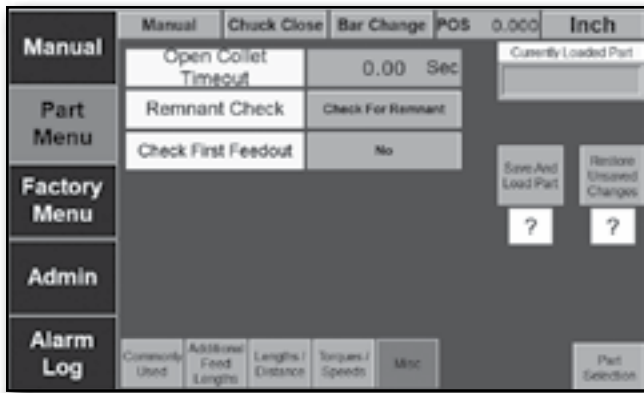 Manual Chuck Close Bar Change POS 0.000 Inch
Manual
Part
Menu
Factory
Menu
Admin
Alarm
Log
Currently Loaded Part
Open Collet
Timeout
0.00 Sec
Remnant Check
Check For Remnant
Check First Feedout
No
Save And
Load Part
Restore
Unsaved
Changes
?
?
Commonly
Used
Additional
Feed
Lengths
Lengths /
Distance
Torques /
Speeds
Misc
Part
Selection